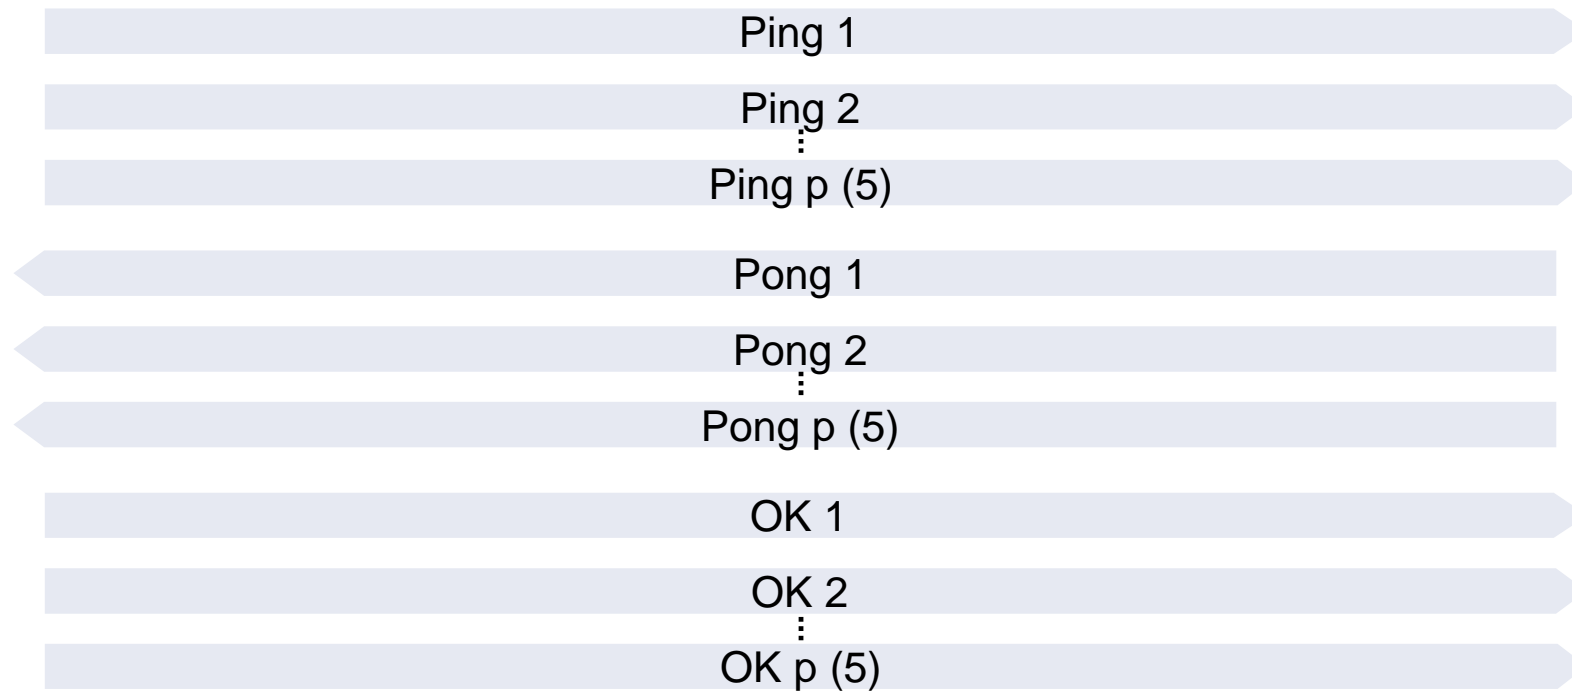 Ping 1
Ping 2
Ping p (5)
Pong 1
Pong 2
Pong p (5)
OK 1
OK 2
OK p (5)